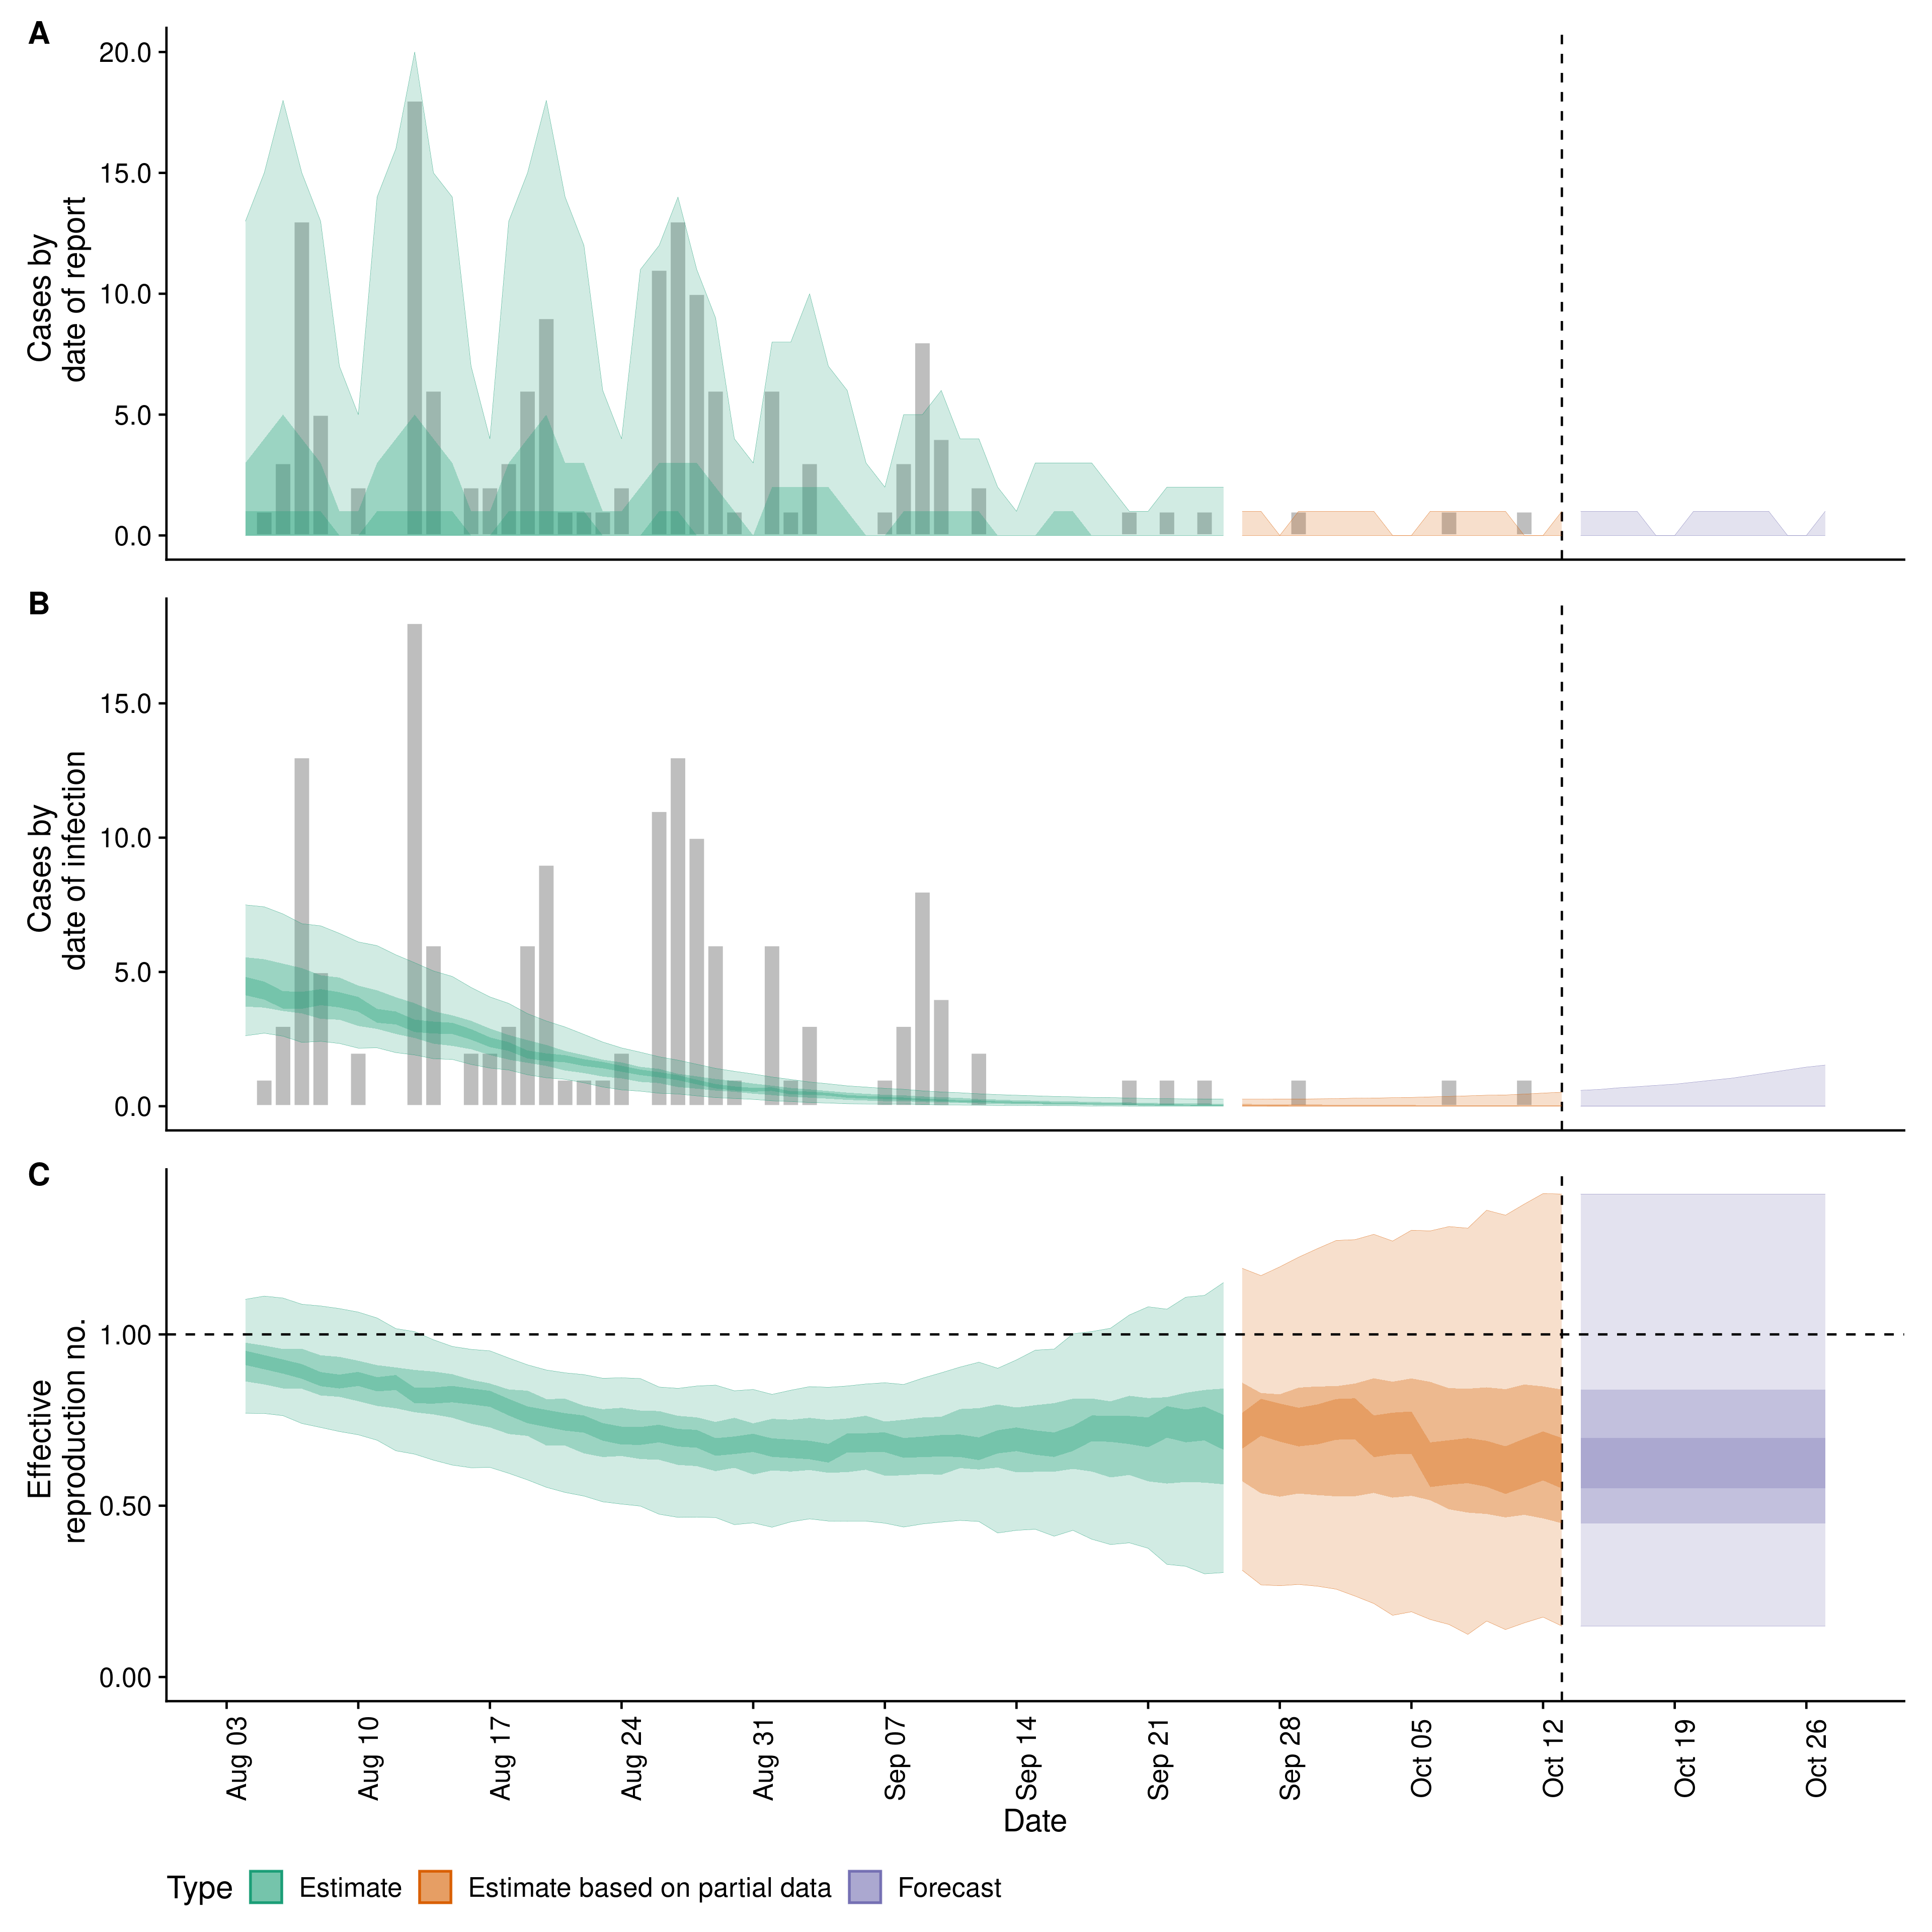 A
20.0
15.0
10.0
5.0
0.0
Cases by
date of report
B
15.0
10.0
5.0
0.0
Cases by
date of infection
C
1.00
0.50
0.00
Effective
reproduction no.
Aug 03
Aug 10
Aug 17
Aug 24
Aug 31
Sep 07
Sep 14
Sep 21
Sep 28
Oct 05
Oct 12
Oct 19
Oct 26
Date
Type Estimate Estimate based on partial data Forecast